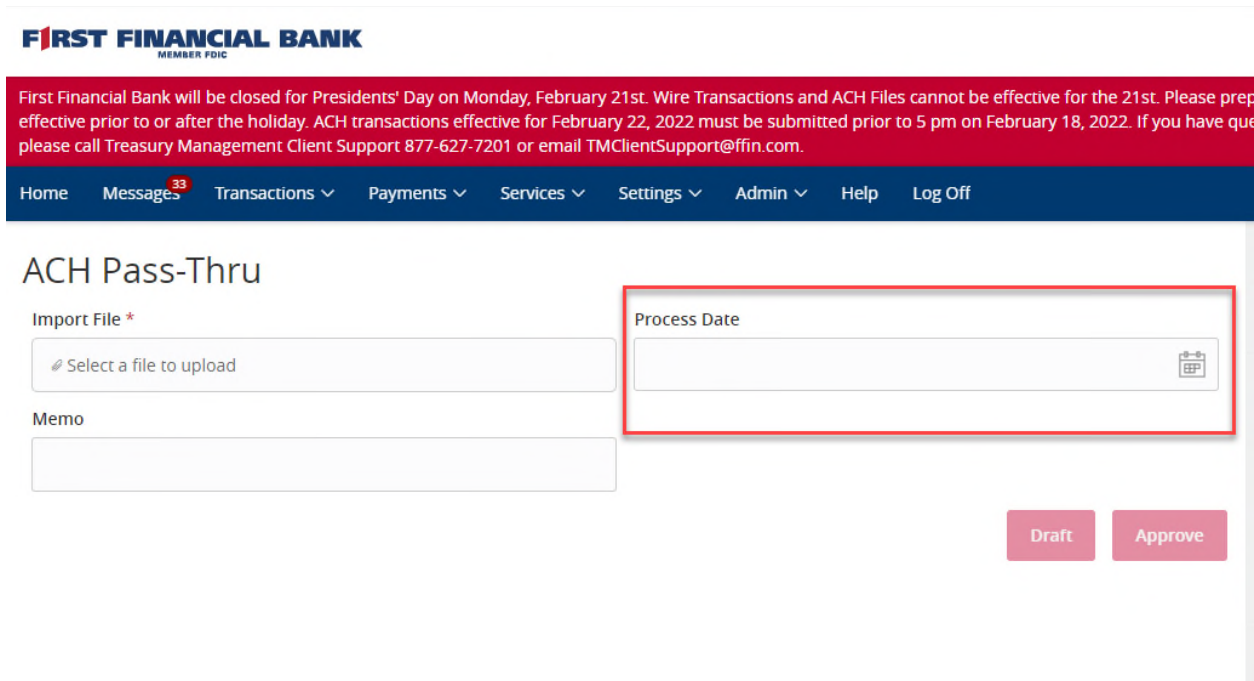 FIRST FINANCIAL BANK
MEMBER FDIC
First Financial Bank will be closed for Presidents' Day on Monday, February 21st. Wire Transactions and ACH Files cannot be effective for the 21st. Please prep
effective prior to or after the holiday. ACH transactions effective for February 22, 2022 must be submitted prior to 5 pm on February 18, 2022. If you have que
please call Treasury Management Client Support 877-627-7201 or email TMClientSupport@ffin.com.
Home Messages 33 Transactions Payments Services Settings Admin Help Log Off
ACH Pass-Thru
Import File * Process Date
Select a file to upload
Memo
Draft Approve